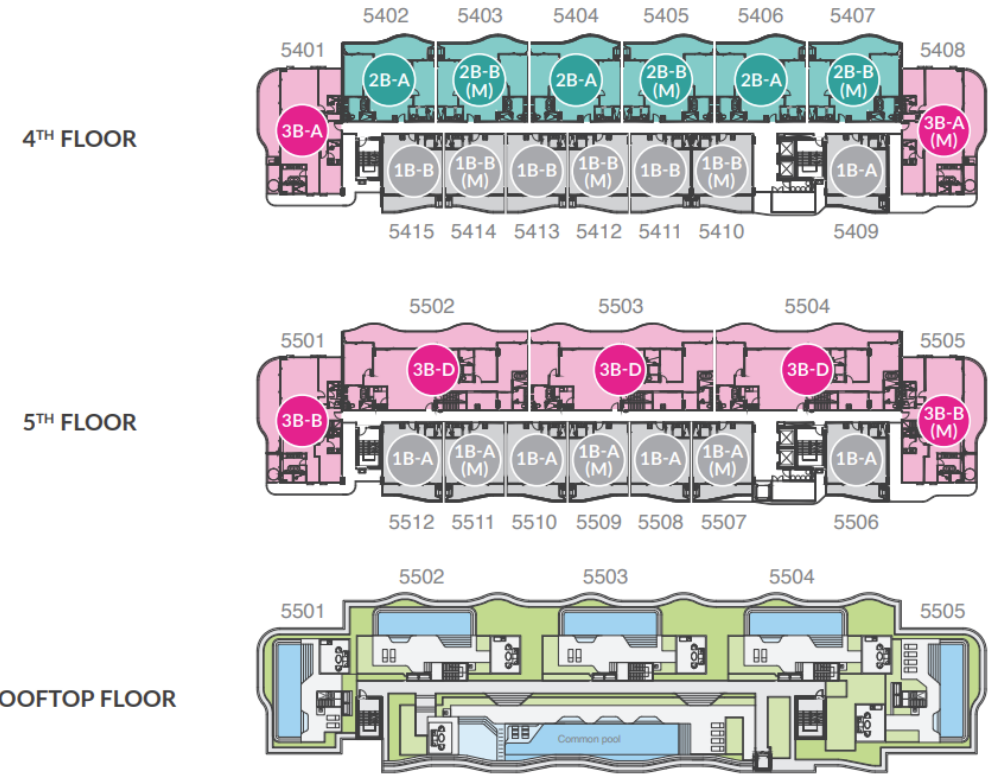 5402 5403 5404 5405 5406 5407
5401 5408
2B-A 2B-B (M) 2B-A 2B-B (M) 2B-A 2B-B (M)
4TH FLOOR
3B-A 3B-A (M)
1B-B 1B-B (M) 1B-B 1B-B (M) 1B-B 1B-B (M) 1B-A
5415 5414 5413 5412 5411 5410 5409
5502 5503 5504
5501 5505
3B-D 3B-D 3B-D
5TH FLOOR
3B-B 3B-B (M)
1B-A 1B-A (M) 1B-A 1B-A (M) 1B-A 1B-A (M) 1B-A
5512 5511 5510 5509 5508 5507 5506
5502 5503 5504
5501 5505
OOFTOP FLOOR
Common pool